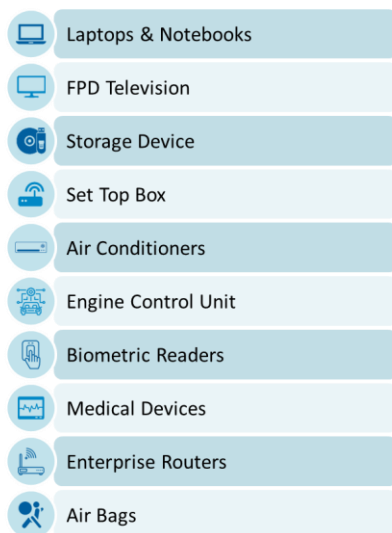 Laptops & Notebooks
FPD Television
Storage Device
Set Top Box
Air Conditioners
Engine Control Unit
Biometric Readers
Medical Devices
Enterprise Routers
Air Bags